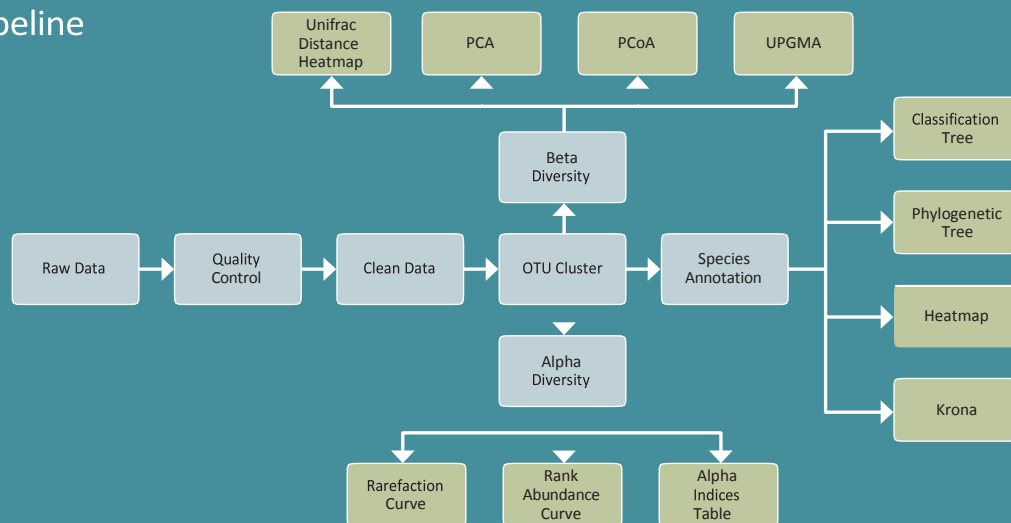 peline
Unifrac
Distance
Heatmap
PCA
PCoA
UPGMA
Classification
Tree
Beta
Diversity
Phylogenetic
Tree
Raw Data
Quality
Control
Clean Data
OTU Cluster
Species
Annotation
Heatmap
Alpha
Diversity
Krona
Rarefaction
Curve
Rank
Abundance
Curve
Alpha
Indices
Table